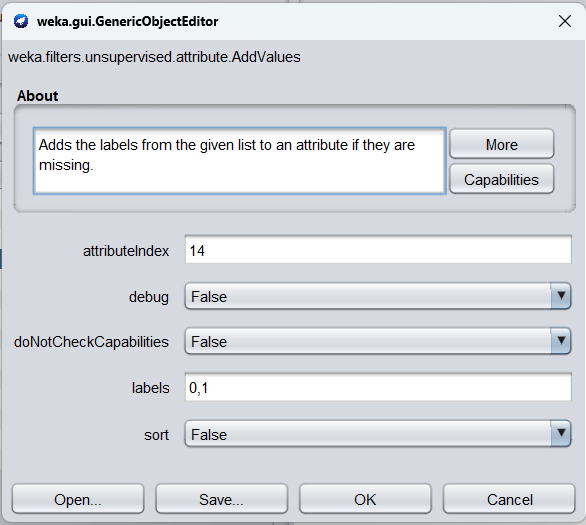 weka.gui.GenericObjectEditor
weka.filters.unsupervised.attribute.AddValues
About
Adds the labels from the given list to an attribute if they are
missing.
More
Capabilities
attributeIndex 14
debug False
doNotCheckCapabilities False
labels 0,1
sort False
Open... Save... OK Cancel